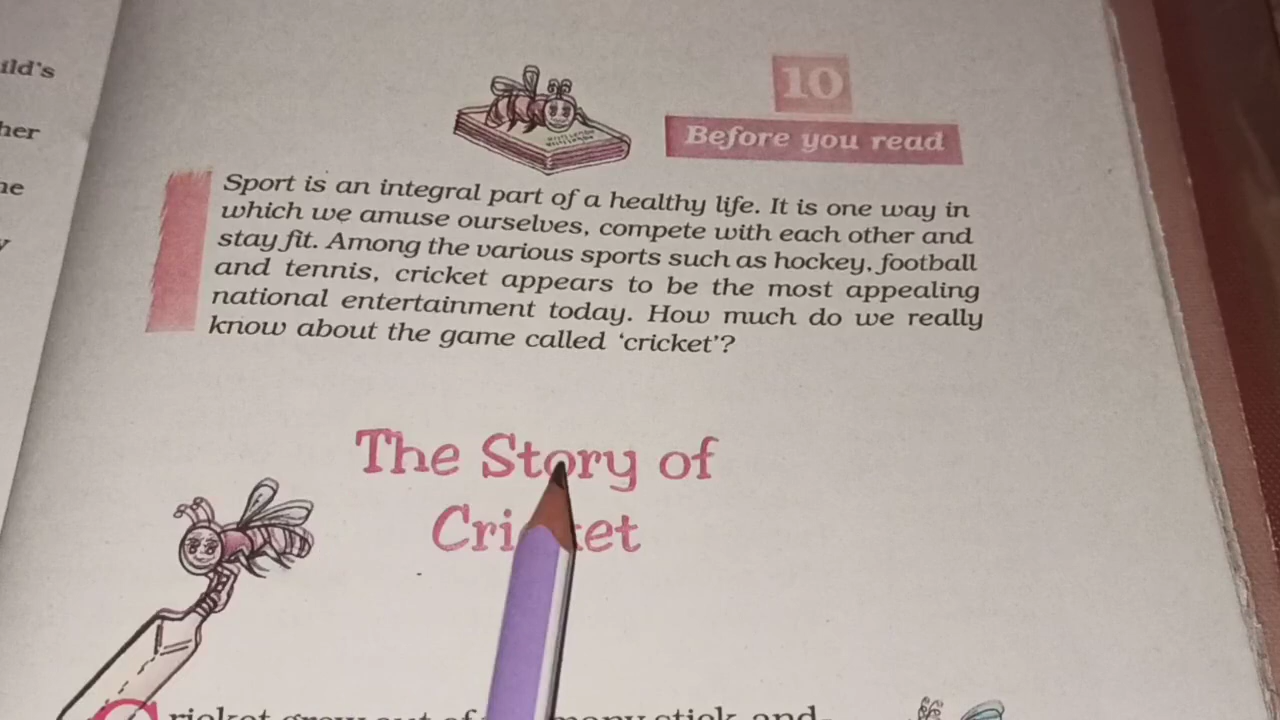 ild's
her
10
Before you read
Sport is an integral part of a healthy life. It is one way in
which we amuse ourselves, compete with each other and
stay fit. Among the various sports such as hockey, football
and tennis, cricket appears to be the most appealing
national entertainment today. How much do we really
know about the game called ‘cricket’?
The Story of
Cricket